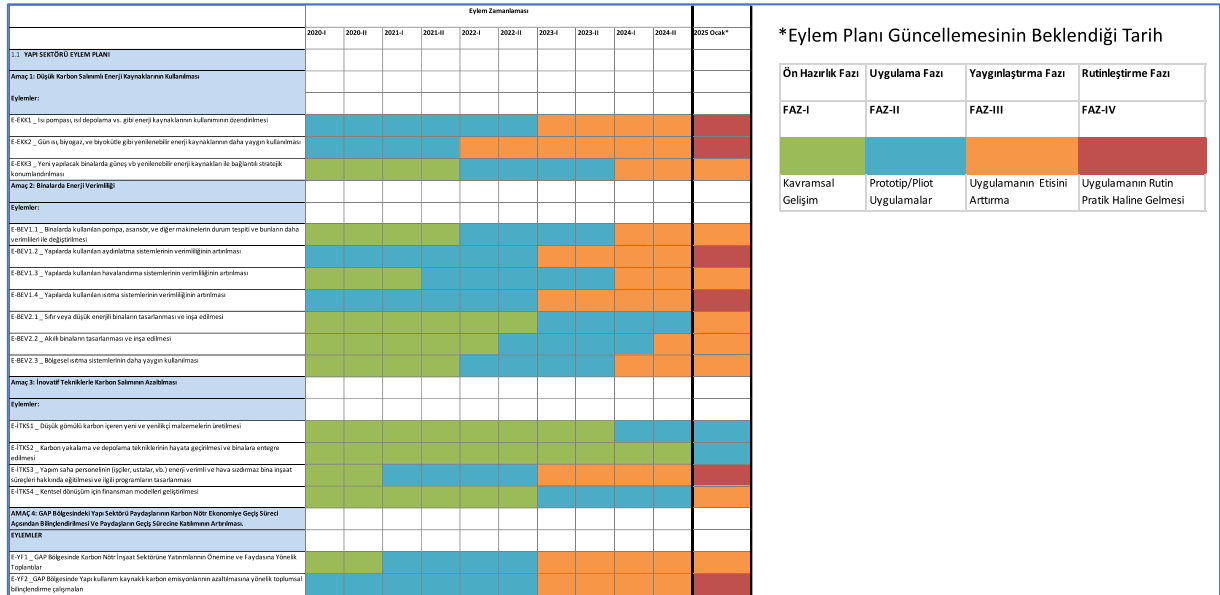 Eylem Zamanlaması
2020-I 2020-II 2021-I 2021-II 2022-I 2022-II 2023-I 2023-II 2024-I 2024-II 2025 Ocak*
1.1 YAPI SEKTÖRÜ EYLEM PLANI
Amaç 1: Düşük Karbon Salınımlı Enerji Kaynaklarının Kullanılması
Eylemler:
E-EKK1 _ Isı pompası, ısıl depolama vs. gibi enerji kaynaklarının kullanımının özendirilmesi
E-EKK2 _ Gün ısı, biyogaz, ve biyokütle gibi yenilenebilir enerji kaynaklarının daha yaygın kullanılması
E-EKK3 _ Yeni yapılacak binalarda güneş vb yenilenebilir enerji kaynakları ile bağlantılı stratejik
konumlandırılması
Amaç 2: Binalarda Enerji Verimliliği
Eylemler:
E-BEV1.1 _ Binalarda kullanılan pompa, asansör, ve diğer makinelerin durum tespiti ve bunların daha
verimlileri ile değiştirilmesi
E-BEV1.2 _ Yapılarda kullanılan aydınlatma sistemlerinin verimliliğinin artırılması
E-BEV1.3 _ Yapılarda kullanılan havalandırma sistemlerinin verimliliğinin artırılması
E-BEV1.4 _ Yapılarda kullanılan ısıtma sistemlerinin verimliliğinin artırılması
E-BEV2.1 _ Sıfır veya düşük enerjili binaların tasarlanması ve inşa edilmesi
E-BEV2.2 _ Akıllı binaların tasarlanması ve inşa edilmesi
E-BEV2.3 _ Bölgesel ısıtma sistemlerinin daha yaygın kullanılması
Amaç 3: İnovatif Tekniklerle Karbon Salımının Azaltılması
Eylemler:
E-İTKS1 _ Düşük gömülü karbon içeren yeni ve yenilikçi malzemelerin üretilmesi
E-İTKS2 _ Karbon yakalama ve depolama tekniklerinin hayata geçirilmesi ve binalara entegre
edilmesi
E-İTKS3 _ Yapım saha personelinin (işçiler, ustalar, vb.) enerji verimli ve hava sızdırmaz bina inşaat
süreçleri hakkında eğitilmesi ve ilgili programların tasarlanması
E-İTKS4 _ Kentsel dönüşüm için finansman modelleri geliştirilmesi
AMAÇ 4: GAP Bölgesindeki Yapı Sektörü Paydaşlarının Karbon Nötr Ekonomiye Geçiş Süreci
Açısından Bilinçlendirilmesi Ve Paydaşların Geçiş Sürecine Katılımının Artırılması.
EYLEMLER
E-YF1 _ GAP Bölgesinde Karbon Nötr İnşaat Sektörüne Yatırımlarının Önemine ve Faydasına Yönelik
Toplantılar
E-YF2 _GAP Bölgesinde Yapı kullanım kaynaklı karbon emisyonlarının azaltılmasına yönelik toplumsal
bilinçlendirme çalışmaları
*Eylem Planı Güncellemesinin Beklendiği Tarih
Ön Hazırlık Fazı Uygulama Fazı Yaygınlaştırma Fazı Rutinleştirme Fazı
FAZ-I FAZ-II FAZ-III FAZ-IV
Kavramsal Prototip/Pliot Uygulamanın Etisini Uygulamanın Rutin
Gelişim Uygulamalar Arttırma Pratik Haline Gelmesi